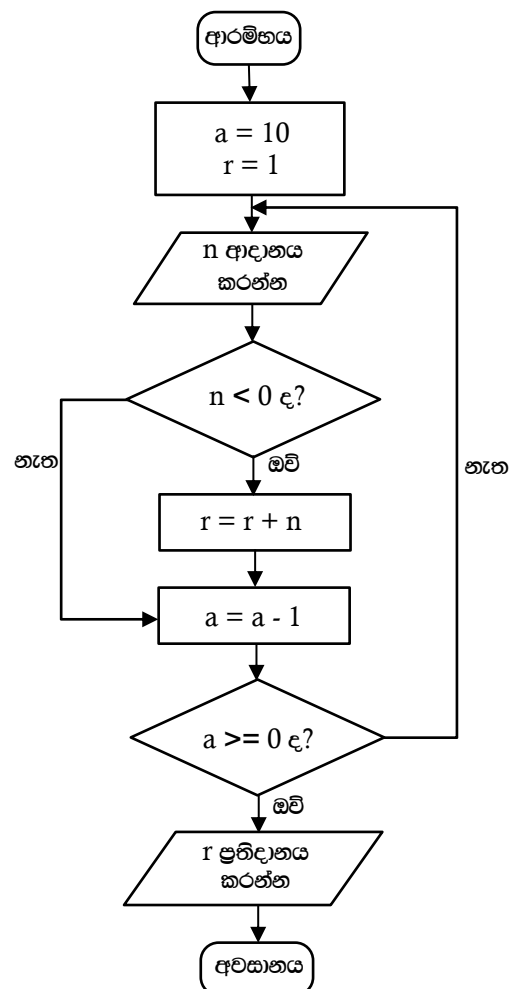 ආරම්භය
a = 10
r = 1
n ආදානය
කරන්න
n < 0 ද?
නැත
ඔව්
නැත
r = r + n
a = a - 1
a >= 0 ද?
ඔව්
r ප්‍රතිදානය
කරන්න
අවසානය